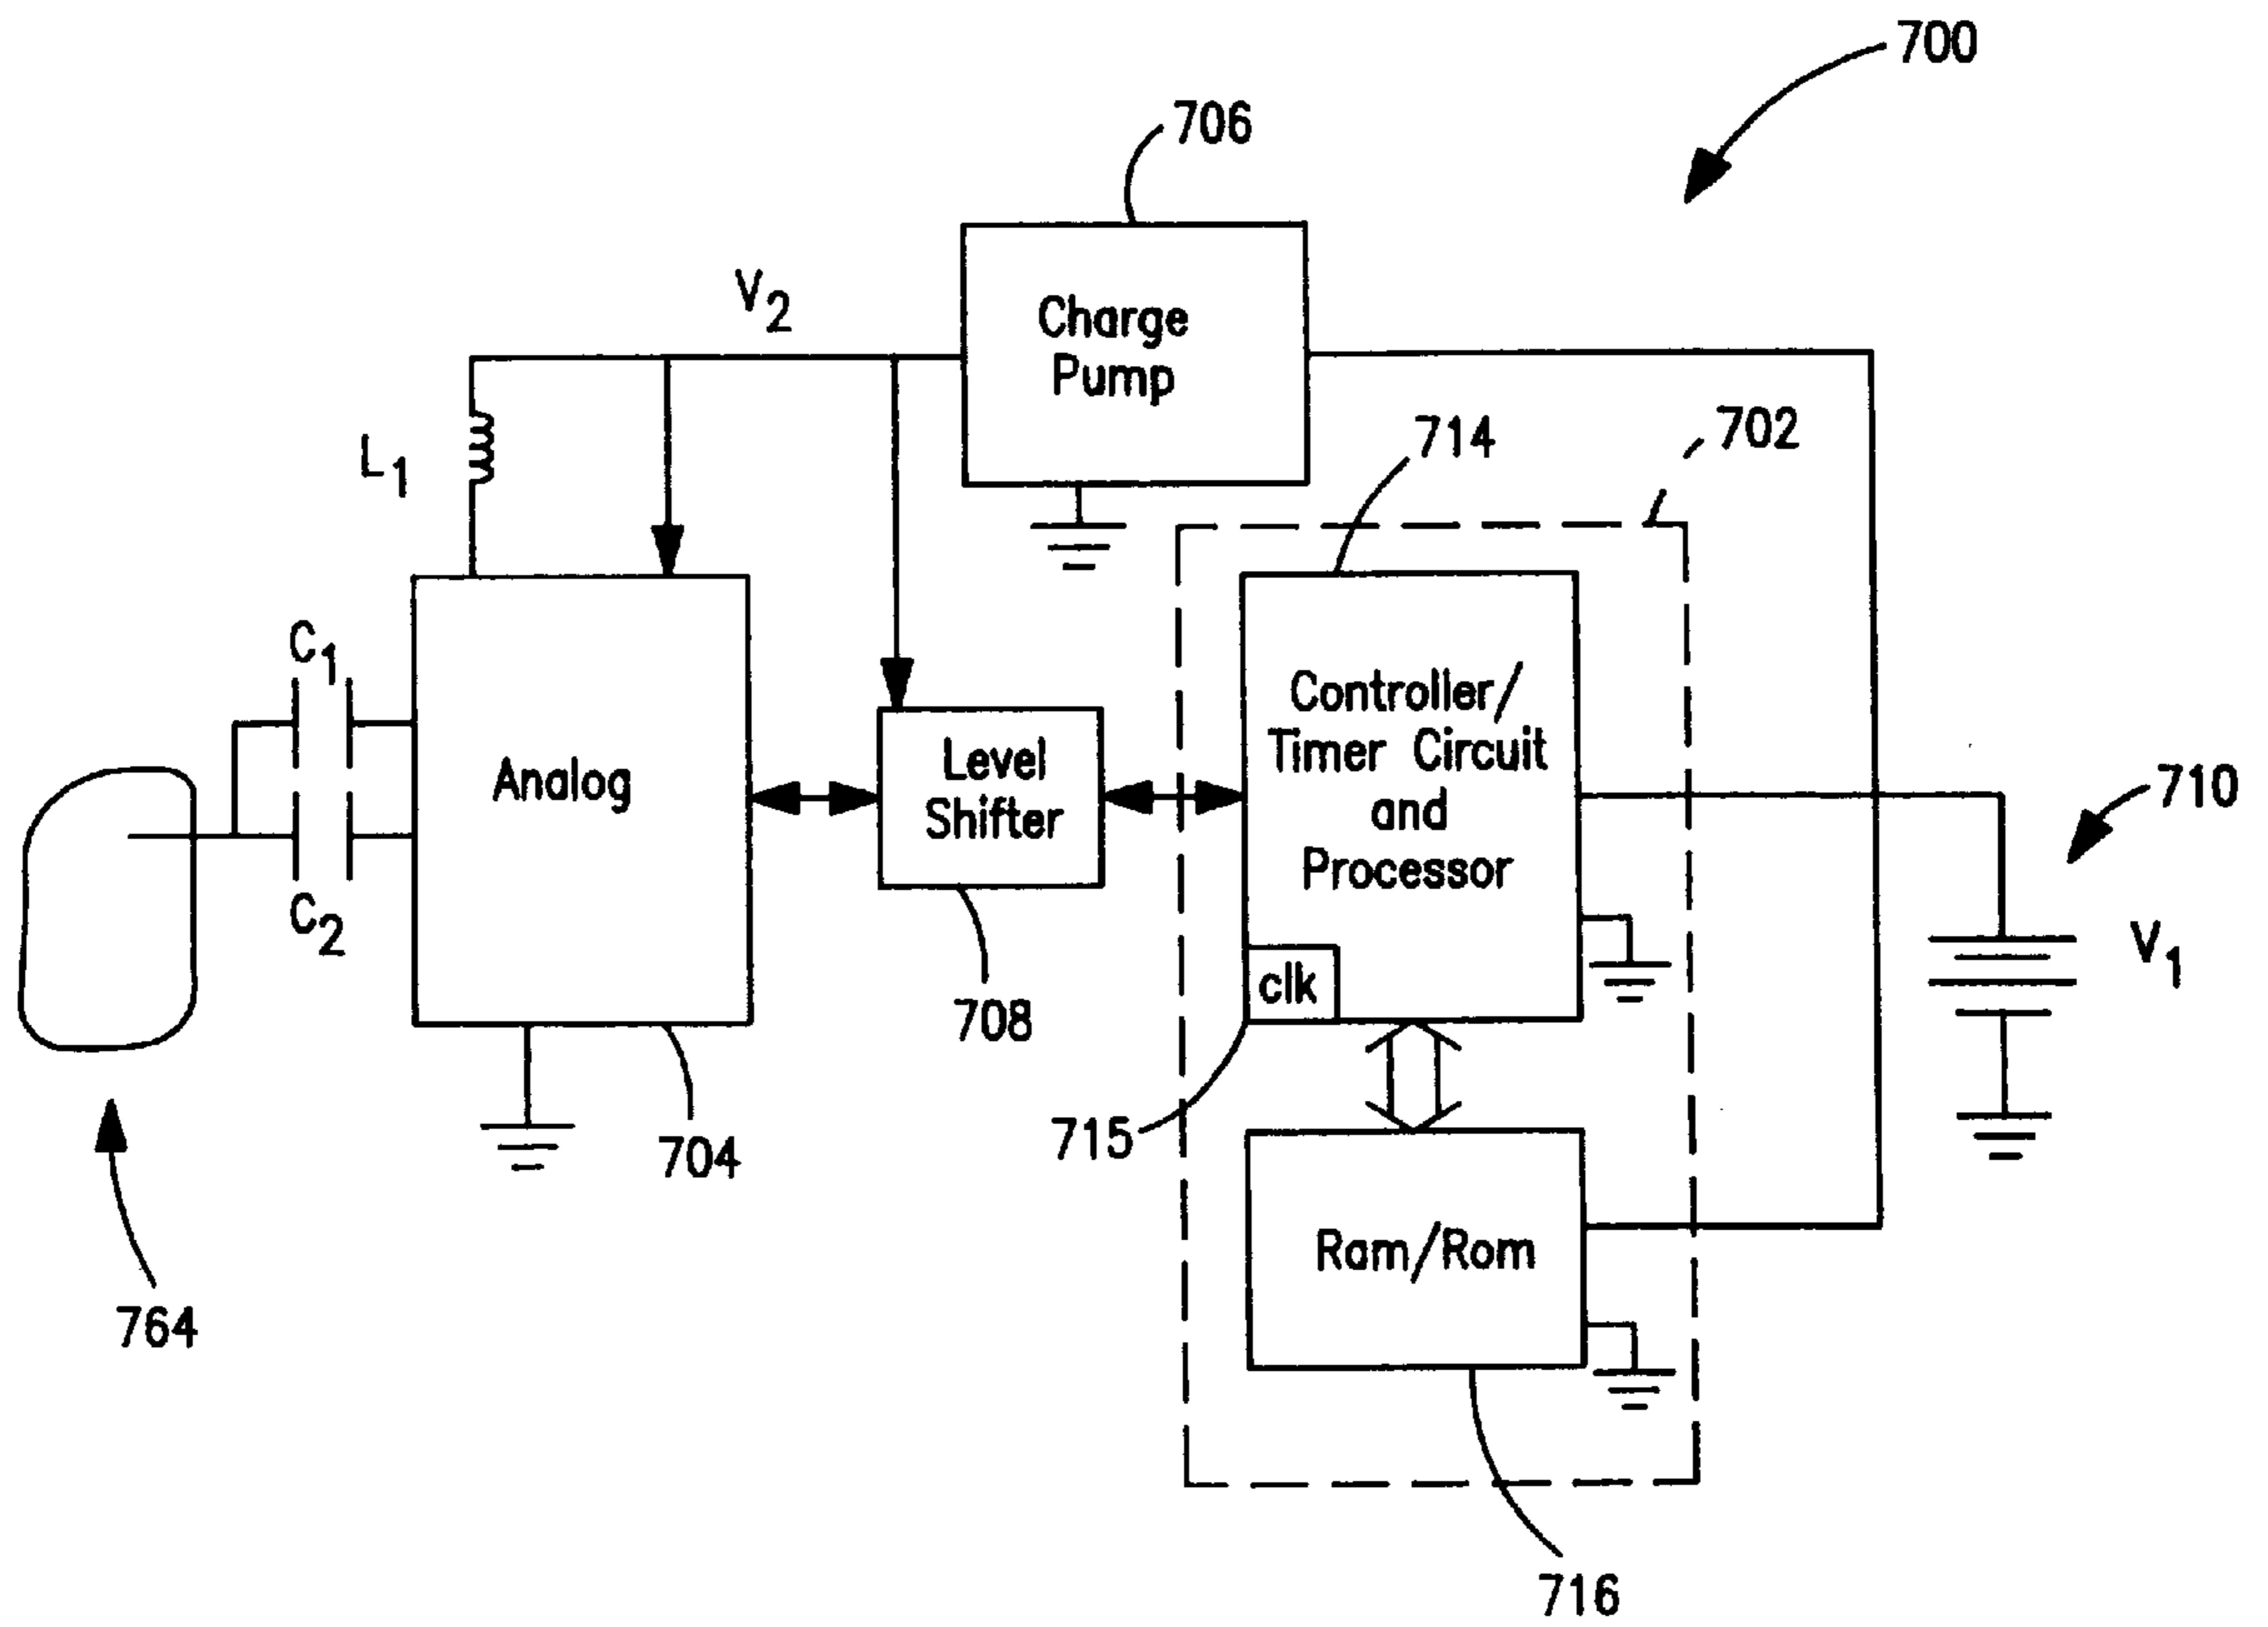 700
706
V2
Charge
Pump
714
702
L1
C1
Controller/
Timer Circuit
and
Processor
Level
Shifter
Analog
710
C2
V1
clk
708
715
704
Ram/Rom
764
716